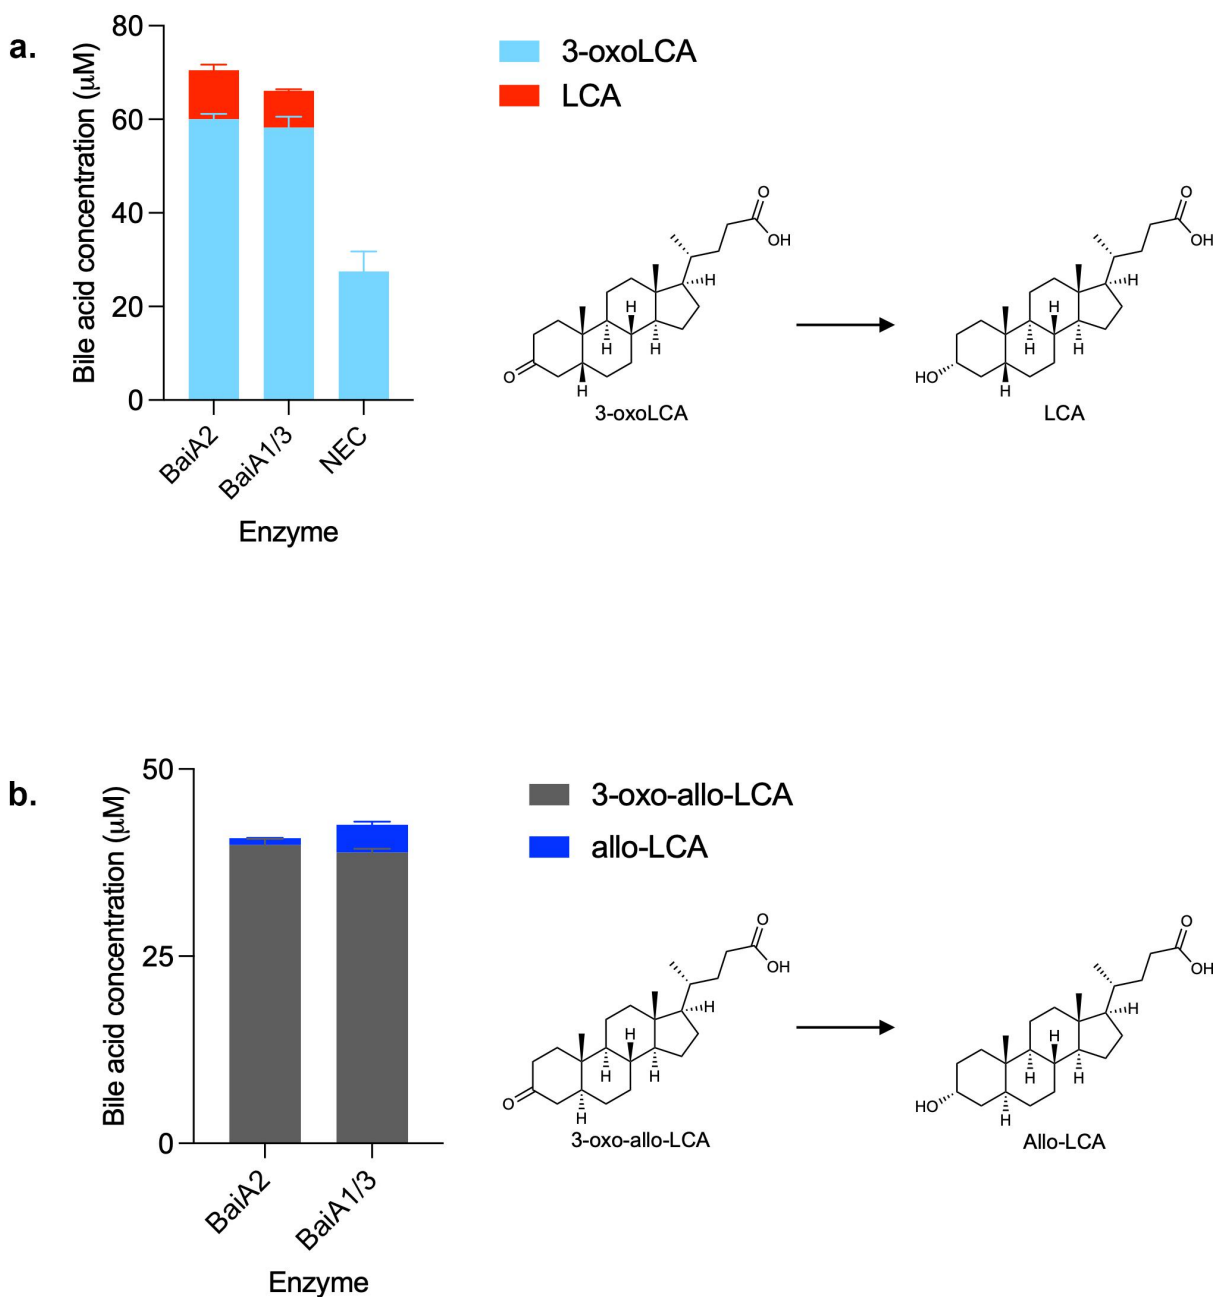 a.
Bile acid concentration (μM)
80
60
40
20
0
BaiA2
BaiA1/3
NEC
Enzyme
3-oxoLCA
LCA
O
OH
H
H
H
H
H
O
3-oxoLCA
O
OH
H
H
H
H
H
HO
LCA
b.
Bile acid concentration (μM)
50
25
0
BaiA2
BaiA1/3
Enzyme
3-oxo-allo-LCA
allo-LCA
O
OH
H
H
H
H
H
O
3-oxo-allo-LCA
O
OH
H
H
H
H
H
HO
Allo-LCA